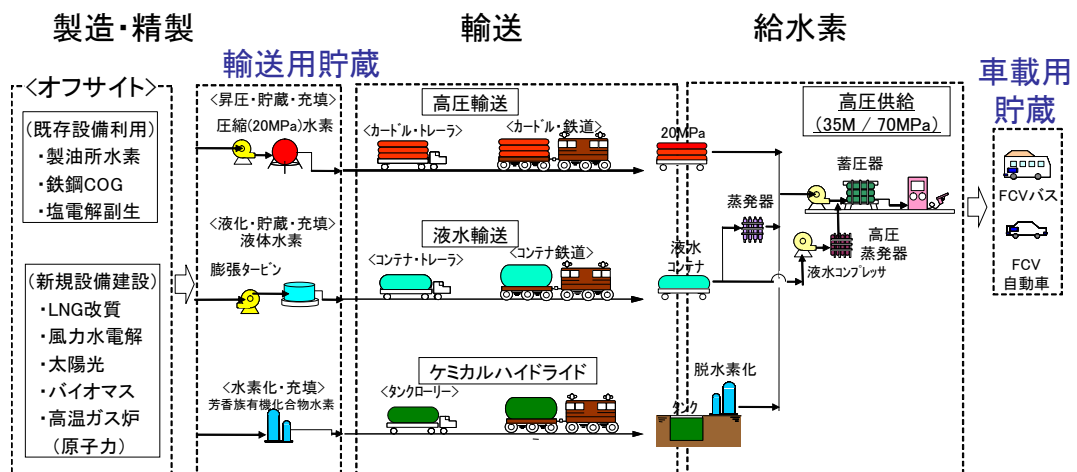 製造・精製
輸送
給水素
輸送用貯蔵
車載用
貯蔵
<オフサイト>
(既存設備利用)
・製油所水素
・鉄鋼COG
・塩電解副生
(新規設備建設)
・LNG改質
・風力水電解
・太陽光
・バイオマス
・高温ガス炉
(原子力)
<昇圧・貯蔵・充填>
圧縮(20MPa)水素
<液化・貯蔵・充填>
液体水素
膨張タービン
<水素化・充填>
芳香族有機化合物水素
高圧輸送
<カードル・トレーラ>
<カードル・鉄道>
液水輸送
<コンテナ・トレーラ>
<コンテナ鉄道>
ケミカルハイドライド
<タンクローリー>
20MPa
液水
コンテナ
タンク
脱水素化
蒸発器
高圧供給
(35M / 70MPa)
蓄圧器
高圧
蒸発器
液水コンプレッサ
FCVバス
FCV
自動車